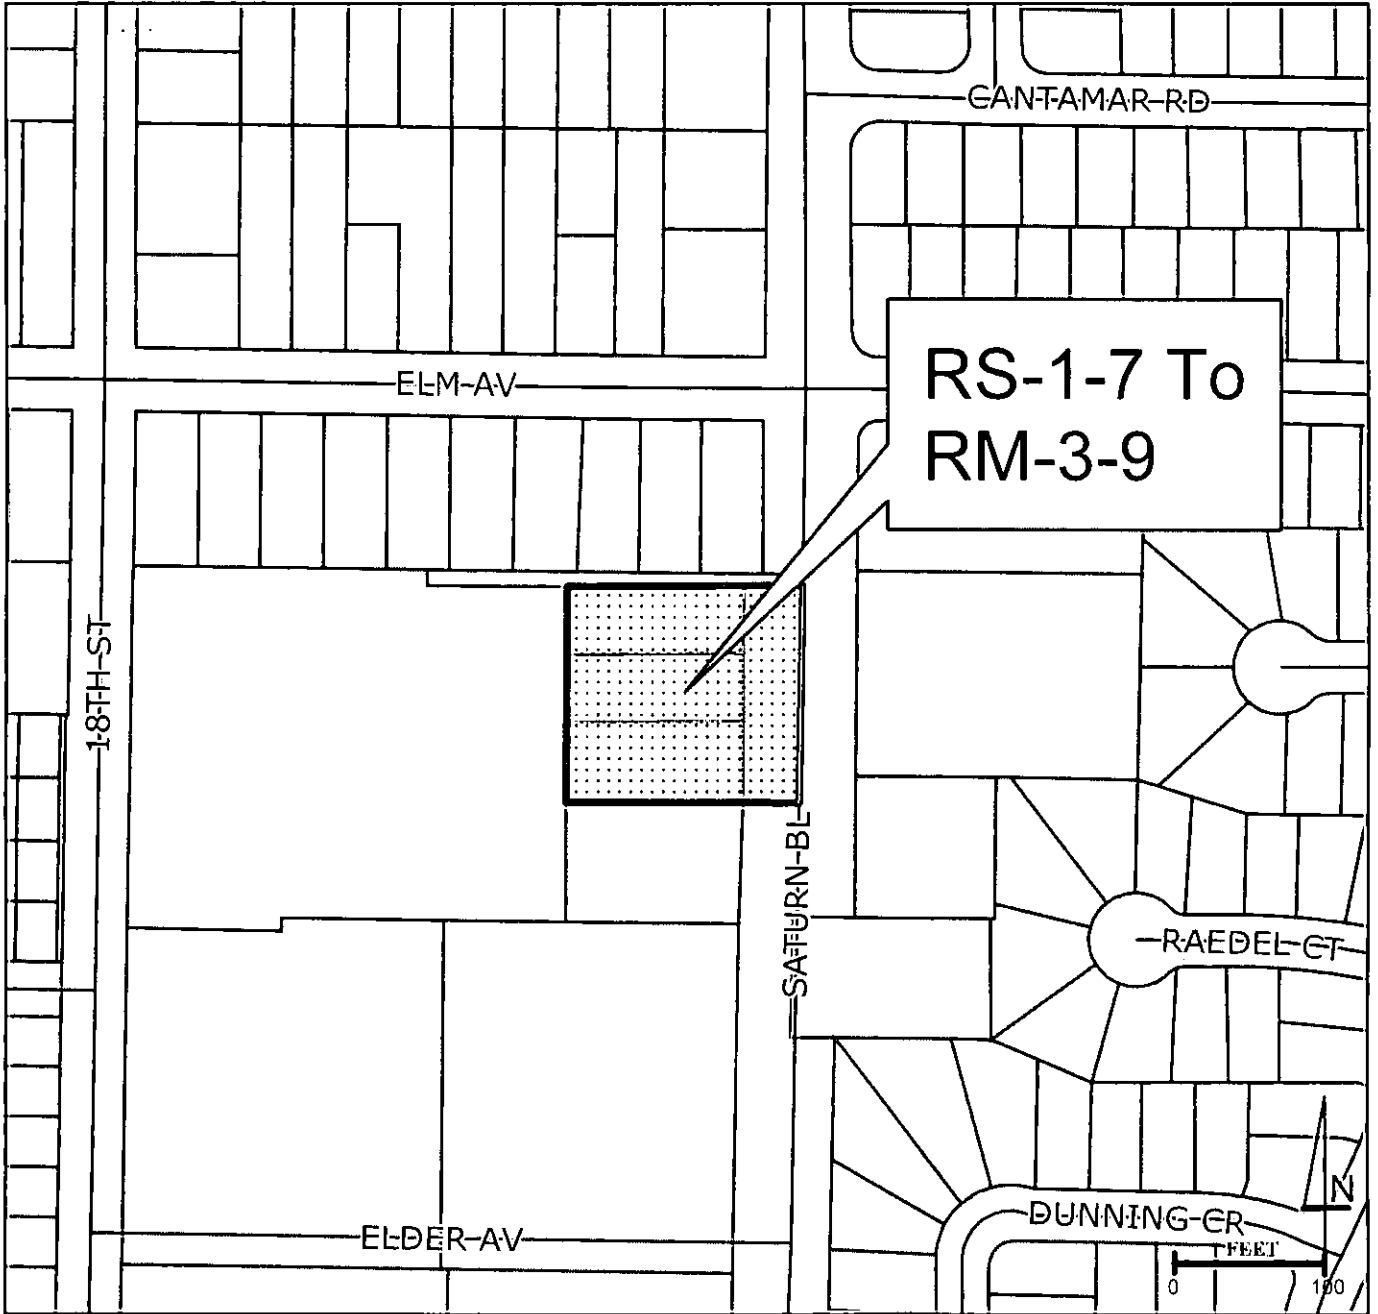 CANTAMAR RD
ELM AV
RS-1-7 To
RM-3-9
18TH ST
SATURN BL
RAEDEL CT
N
DUNNING CR
ELDER AV
FEET
0 100